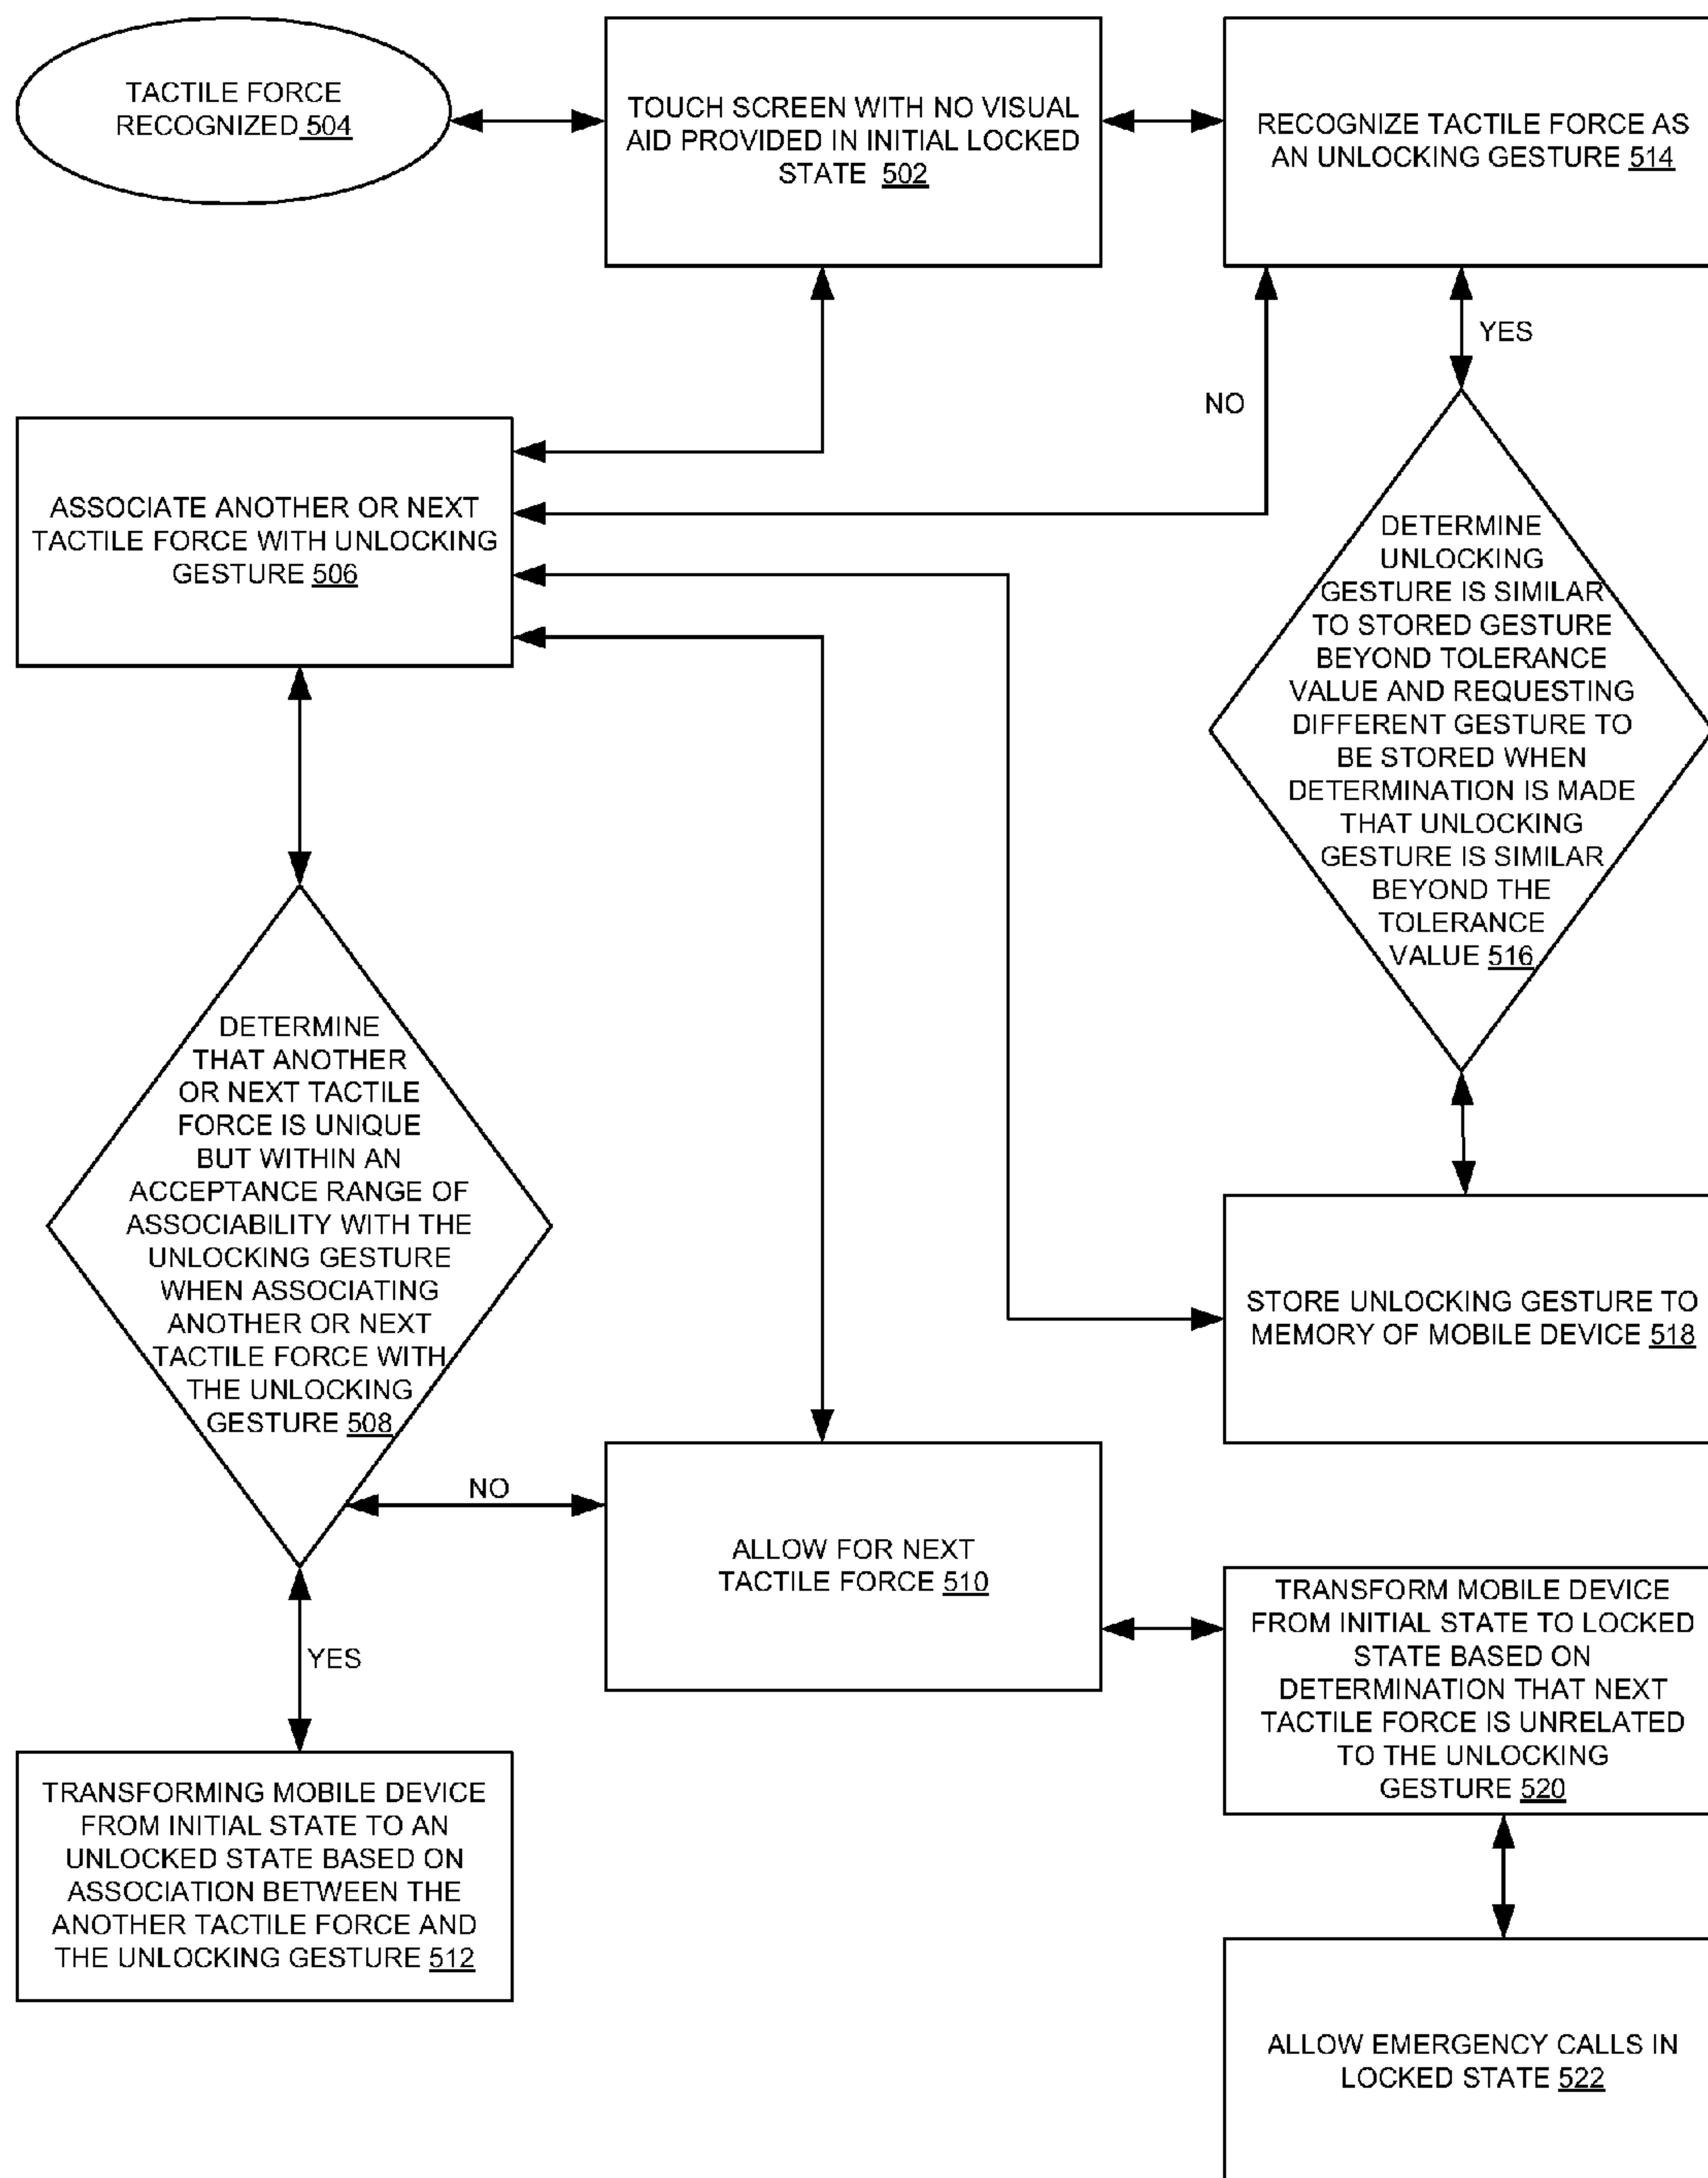 TACTILE FORCE
RECOGNIZED 504
TOUCH SCREEN WITH NO VISUAL
AID PROVIDED IN INITIAL LOCKED
STATE 502
RECOGNIZE TACTILE FORCE AS
AN UNLOCKING GESTURE 514
YES
NO
ASSOCIATE ANOTHER OR NEXT
TACTILE FORCE WITH UNLOCKING
GESTURE 506
DETERMINE
UNLOCKING
GESTURE IS SIMILAR
TO STORED GESTURE
BEYOND TOLERANCE
VALUE AND REQUESTING
DIFFERENT GESTURE TO
BE STORED WHEN
DETERMINATION IS MADE
THAT UNLOCKING
GESTURE IS SIMILAR
BEYOND THE
TOLERANCE
VALUE 516
DETERMINE
THAT ANOTHER
OR NEXT TACTILE
FORCE IS UNIQUE
BUT WITHIN AN
ACCEPTANCE RANGE OF
ASSOCIABILITY WITH THE
UNLOCKING GESTURE
WHEN ASSOCIATING
ANOTHER OR NEXT
TACTILE FORCE WITH
THE UNLOCKING
GESTURE 508
STORE UNLOCKING GESTURE TO
MEMORY OF MOBILE DEVICE 518
NO
ALLOW FOR NEXT
TACTILE FORCE 510
YES
TRANSFORM MOBILE DEVICE
FROM INITIAL STATE TO LOCKED
STATE BASED ON
DETERMINATION THAT NEXT
TACTILE FORCE IS UNRELATED
TO THE UNLOCKING
GESTURE 520
TRANSFORMING MOBILE DEVICE
FROM INITIAL STATE TO AN
UNLOCKED STATE BASED ON
ASSOCIATION BETWEEN THE
ANOTHER TACTILE FORCE AND
THE UNLOCKING GESTURE 512
ALLOW EMERGENCY CALLS IN
LOCKED STATE 522